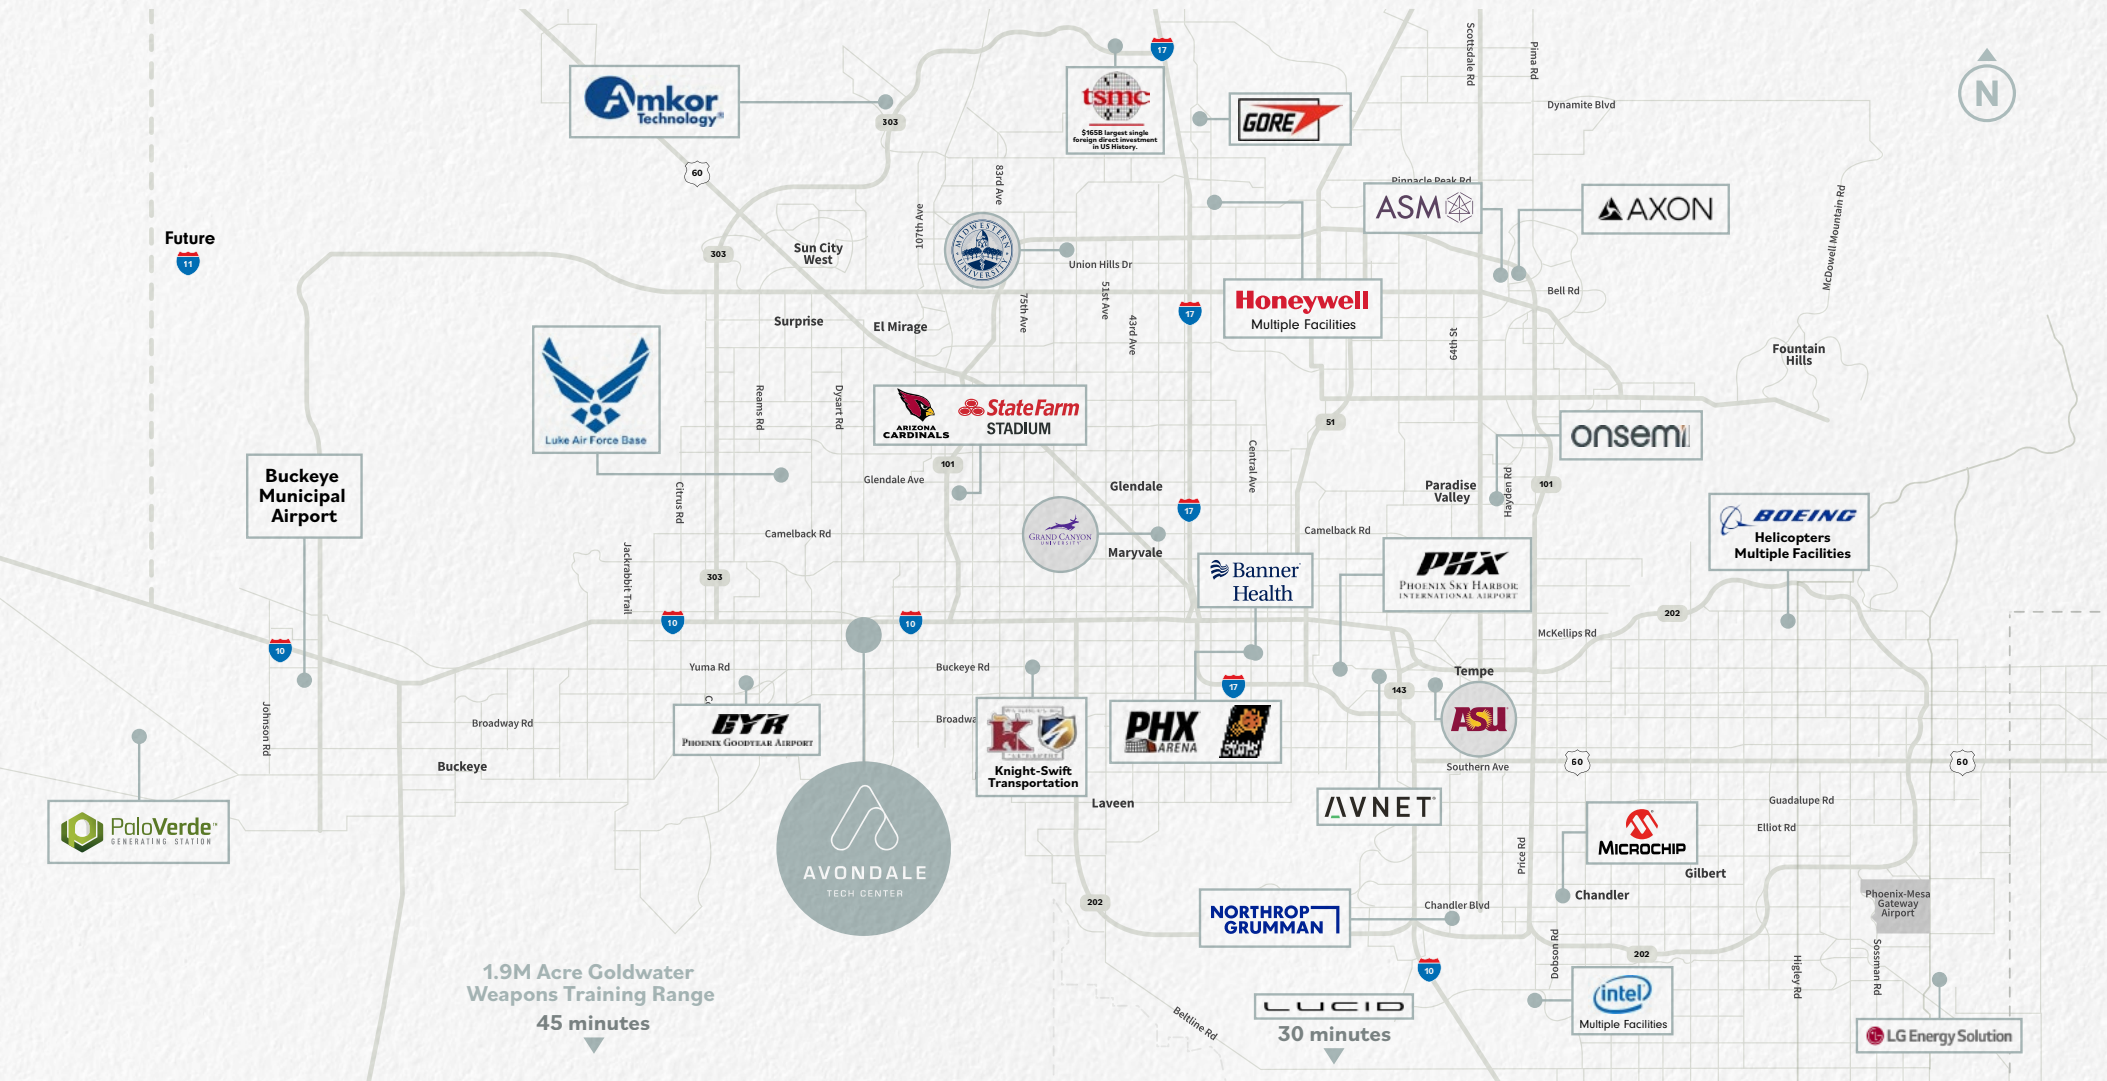 17
Scottsdale Rd
Pima Rd
N
Amkor
Technology®
303
tsmc
$165B largest single
foreign direct investment
in US History.
GORE
Dynamite Blvd
60
83rd Ave
Pinnacle Peak Rd
ASM
AXON
McDowell Mountain Rd
107th Ave
MIDWESTERN
UNIVERSITY
Future
11
Sun City
West
303
Union Hills Dr
51st Ave
75th Ave
43rd Ave
Bell Rd
Honeywell
Multiple Facilities
17
Surprise
El Mirage
64th St
Fountain
Hills
Luke Air Force Base
Reams Rd
Dysart Rd
ARIZONA
CARDINALS
State Farm
STADIUM
51
onsemi
Central Ave
101
Glendale Ave
Glendale
Paradise
Valley
Hayden Rd
101
Buckeye
Municipal
Airport
Citrus Rd
17
BOEING
Helicopters
Multiple Facilities
Camelback Rd
GRAND CANYON
UNIVERSITY
Maryvale
Camelback Rd
Jackrabbit Trail
303
Banner
Health
PHX
PHOENIX SKY HARBOR
INTERNATIONAL AIRPORT
10
10
10
202
McKellips Rd
Yuma Rd
Buckeye Rd
Tempe
17
143
Johnson Rd
Broadway Rd
GYR
PHOENIX GOODYEAR AIRPORT
Knight-Swift
Transportation
PHX
ARENA
SUNS
ASU
Buckeye
Southern Ave
60
60
PaloVerde™
GENERATING STATION
Laveen
AVNET
Guadalupe Rd
Elliot Rd
MICROCHIP
Price Rd
Gilbert
AVONDALE
TECH CENTER
202
NORTHROP
GRUMMAN
Chandler Blvd
Chandler
Phoenix-Mesa
Gateway
Airport
Dobson Rd
202
Higley Rd
Sossman Rd
1.9M Acre Goldwater
Weapons Training Range
45 minutes
10
LUCID
30 minutes
Beltline Rd
intel
Multiple Facilities
LG Energy Solution